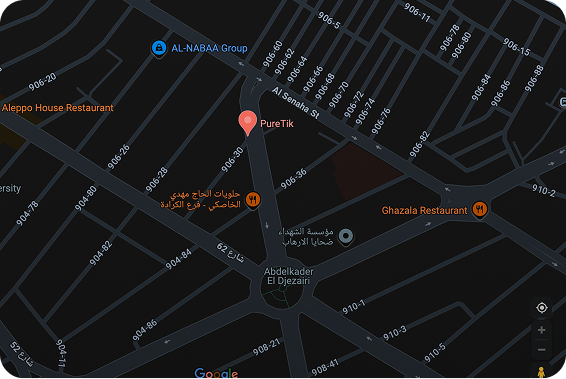 906-5
906-11
906-78
906-80
906-15
906-60
906-62
906-64
906-66
906-68
906-70
906-72
906-74
906-76
906-82
906-84
906-86
906-88
AL-NABAA Group
906-20
Al Senaha St
Aleppo House Restaurant
PureTik
906-26
906-28
906-30
906-36
910-2
ersity
904-80
904-78
حلويات الحاج مهدي
الخاصكي - فرع الكرادة
Ghazala Restaurant
مؤسسة الشهداء
ضحايا الارهاب
904-82
904-84
شارع 62
Abdelkader
El Djezairi
904-86
904-11
شارع 52
910-1
910-3
910-5
908-21
908-41
Google